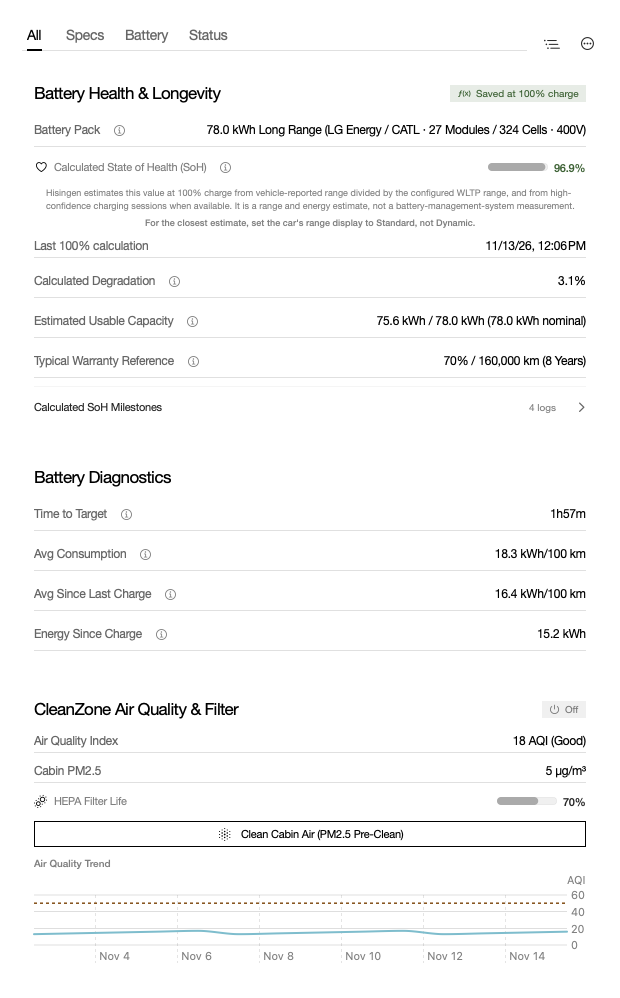 All Specs Battery Status
Battery Health & Longevity
f(x) Saved at 100% charge
Battery Pack 78.0 kWh Long Range (LG Energy / CATL · 27 Modules / 324 Cells · 400V)
Calculated State of Health (SoH) 96.9%
Hisingen estimates this value at 100% charge from vehicle-reported range divided by the configured WLTP range, and from high-
confidence charging sessions when available. It is a range and energy estimate, not a battery-management-system measurement.
For the closest estimate, set the car's range display to Standard, not Dynamic.
Last 100% calculation 11/13/26, 12:06 PM
Calculated Degradation 3.1%
Estimated Usable Capacity 75.6 kWh / 78.0 kWh (78.0 kWh nominal)
Typical Warranty Reference 70% / 160,000 km (8 Years)
Calculated SoH Milestones 4 logs
Battery Diagnostics
Time to Target 1h57m
Avg Consumption 18.3 kWh/100 km
Avg Since Last Charge 16.4 kWh/100 km
Energy Since Charge 15.2 kWh
CleanZone Air Quality & Filter Off
Air Quality Index 18 AQI (Good)
Cabin PM2.5 5 µg/m³
HEPA Filter Life 70%
Clean Cabin Air (PM2.5 Pre-Clean)
Air Quality Trend
AQI
60
40
20
0
Nov 4 Nov 6 Nov 8 Nov 10 Nov 12 Nov 14